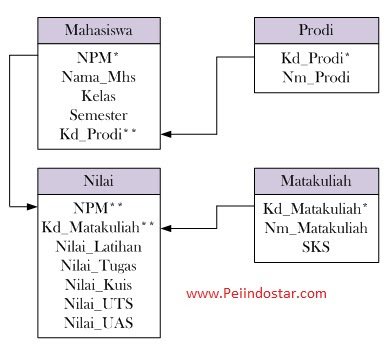 Mahasiswa
NPM*
Nama_Mhs
Kelas
Semester
Kd_Prodi**
Prodi
Kd_Prodi*
Nm_Prodi
Nilai
NPM**
Kd_Matakuliah**
Nilai_Latihan
Nilai_Tugas
Nilai_Kuis
Nilai_UTS
Nilai_UAS
Matakuliah
Kd_Matakuliah*
Nm_Matakuliah
SKS
www.Peiindostar.com